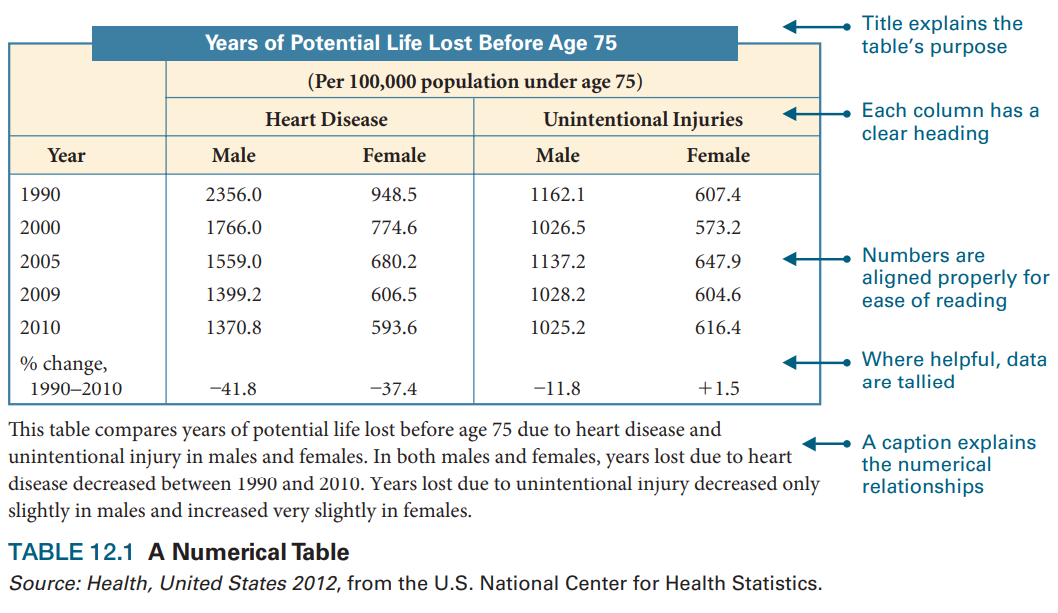 Years of Potential Life Lost Before Age 75
(Per 100,000 population under age 75)
Heart Disease Unintentional Injuries
Year Male Female Male Female
1990 2356.0 948.5 1162.1 607.4
2000 1766.0 774.6 1026.5 573.2
2005 1559.0 680.2 1137.2 647.9
2009 1399.2 606.5 1028.2 604.6
2010 1370.8 593.6 1025.2 616.4
% change,
1990–2010 −41.8 −37.4 −11.8 +1.5
Title explains the
table's purpose
Each column has a
clear heading
Numbers are
aligned properly for
ease of reading
Where helpful, data
are tallied
A caption explains
the numerical
relationships
This table compares years of potential life lost before age 75 due to heart disease and
unintentional injury in males and females. In both males and females, years lost due to heart
disease decreased between 1990 and 2010. Years lost due to unintentional injury decreased only
slightly in males and increased very slightly in females.
TABLE 12.1 A Numerical Table
Source: Health, United States 2012, from the U.S. National Center for Health Statistics.